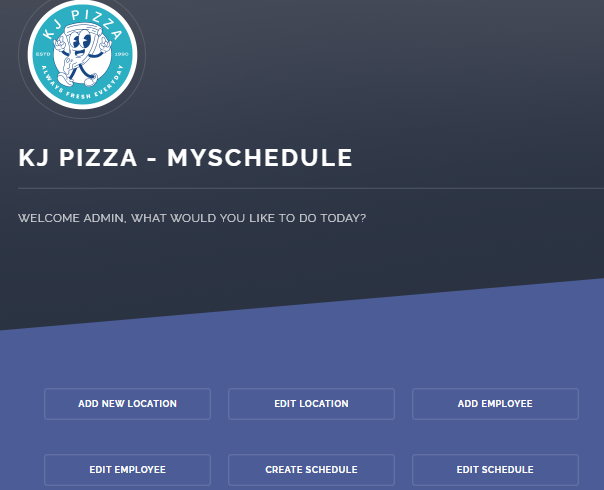 KJ PIZZA
ESTD 1990
ALWAYS FRESH EVERYDAY
KJ PIZZA - MYSCHEDULE
WELCOME ADMIN, WHAT WOULD YOU LIKE TO DO TODAY?
ADD NEW LOCATION EDIT LOCATION ADD EMPLOYEE
EDIT EMPLOYEE CREATE SCHEDULE EDIT SCHEDULE